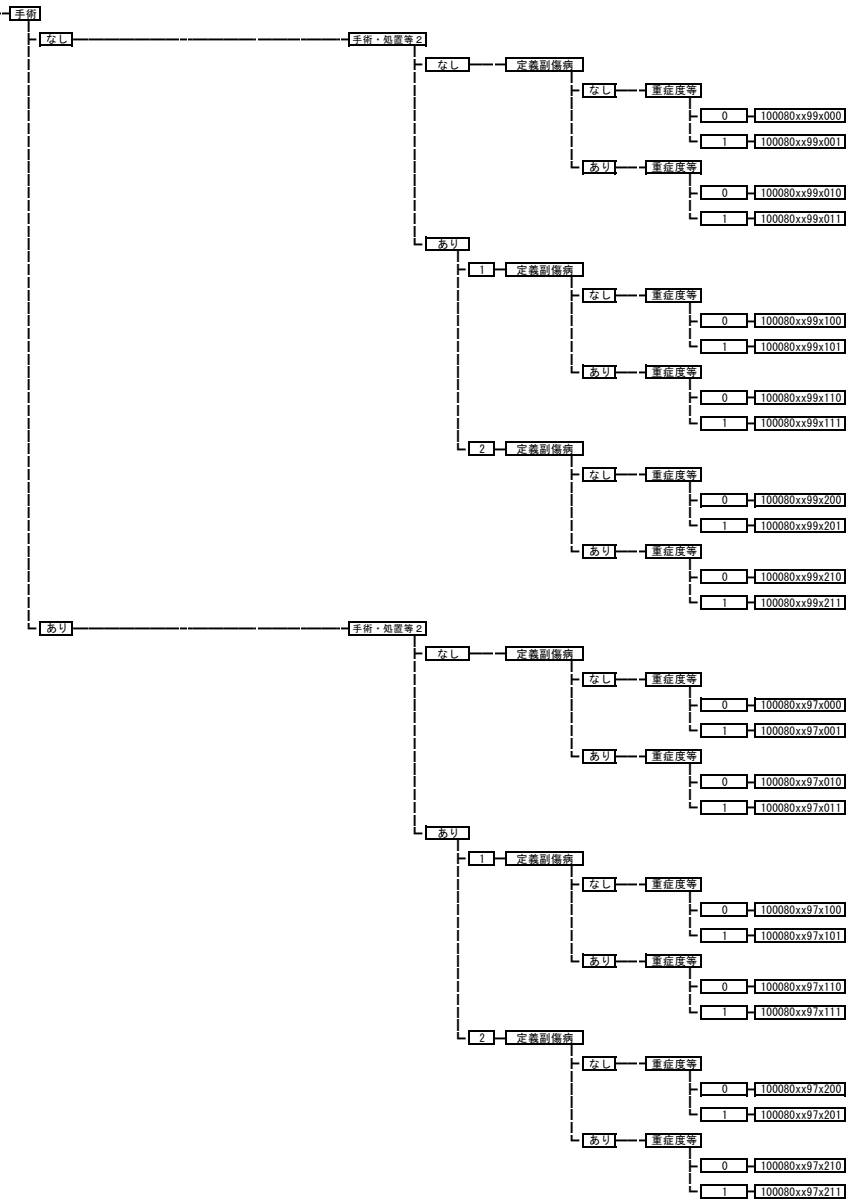 手術
なし 手術・処置等2
なし 定義副傷病
なし 重症度等
0 100080xx99x000
1 100080xx99x001
あり 重症度等
0 100080xx99x010
1 100080xx99x011
あり
1 定義副傷病
なし 重症度等
0 100080xx99x100
1 100080xx99x101
あり 重症度等
0 100080xx99x110
1 100080xx99x111
2 定義副傷病
なし 重症度等
0 100080xx99x200
1 100080xx99x201
あり 重症度等
0 100080xx99x210
1 100080xx99x211
あり 手術・処置等2
なし 定義副傷病
なし 重症度等
0 100080xx97x000
1 100080xx97x001
あり 重症度等
0 100080xx97x010
1 100080xx97x011
あり
1 定義副傷病
なし 重症度等
0 100080xx97x100
1 100080xx97x101
あり 重症度等
0 100080xx97x110
1 100080xx97x111
2 定義副傷病
なし 重症度等
0 100080xx97x200
1 100080xx97x201
あり 重症度等
0 100080xx97x210
1 100080xx97x211